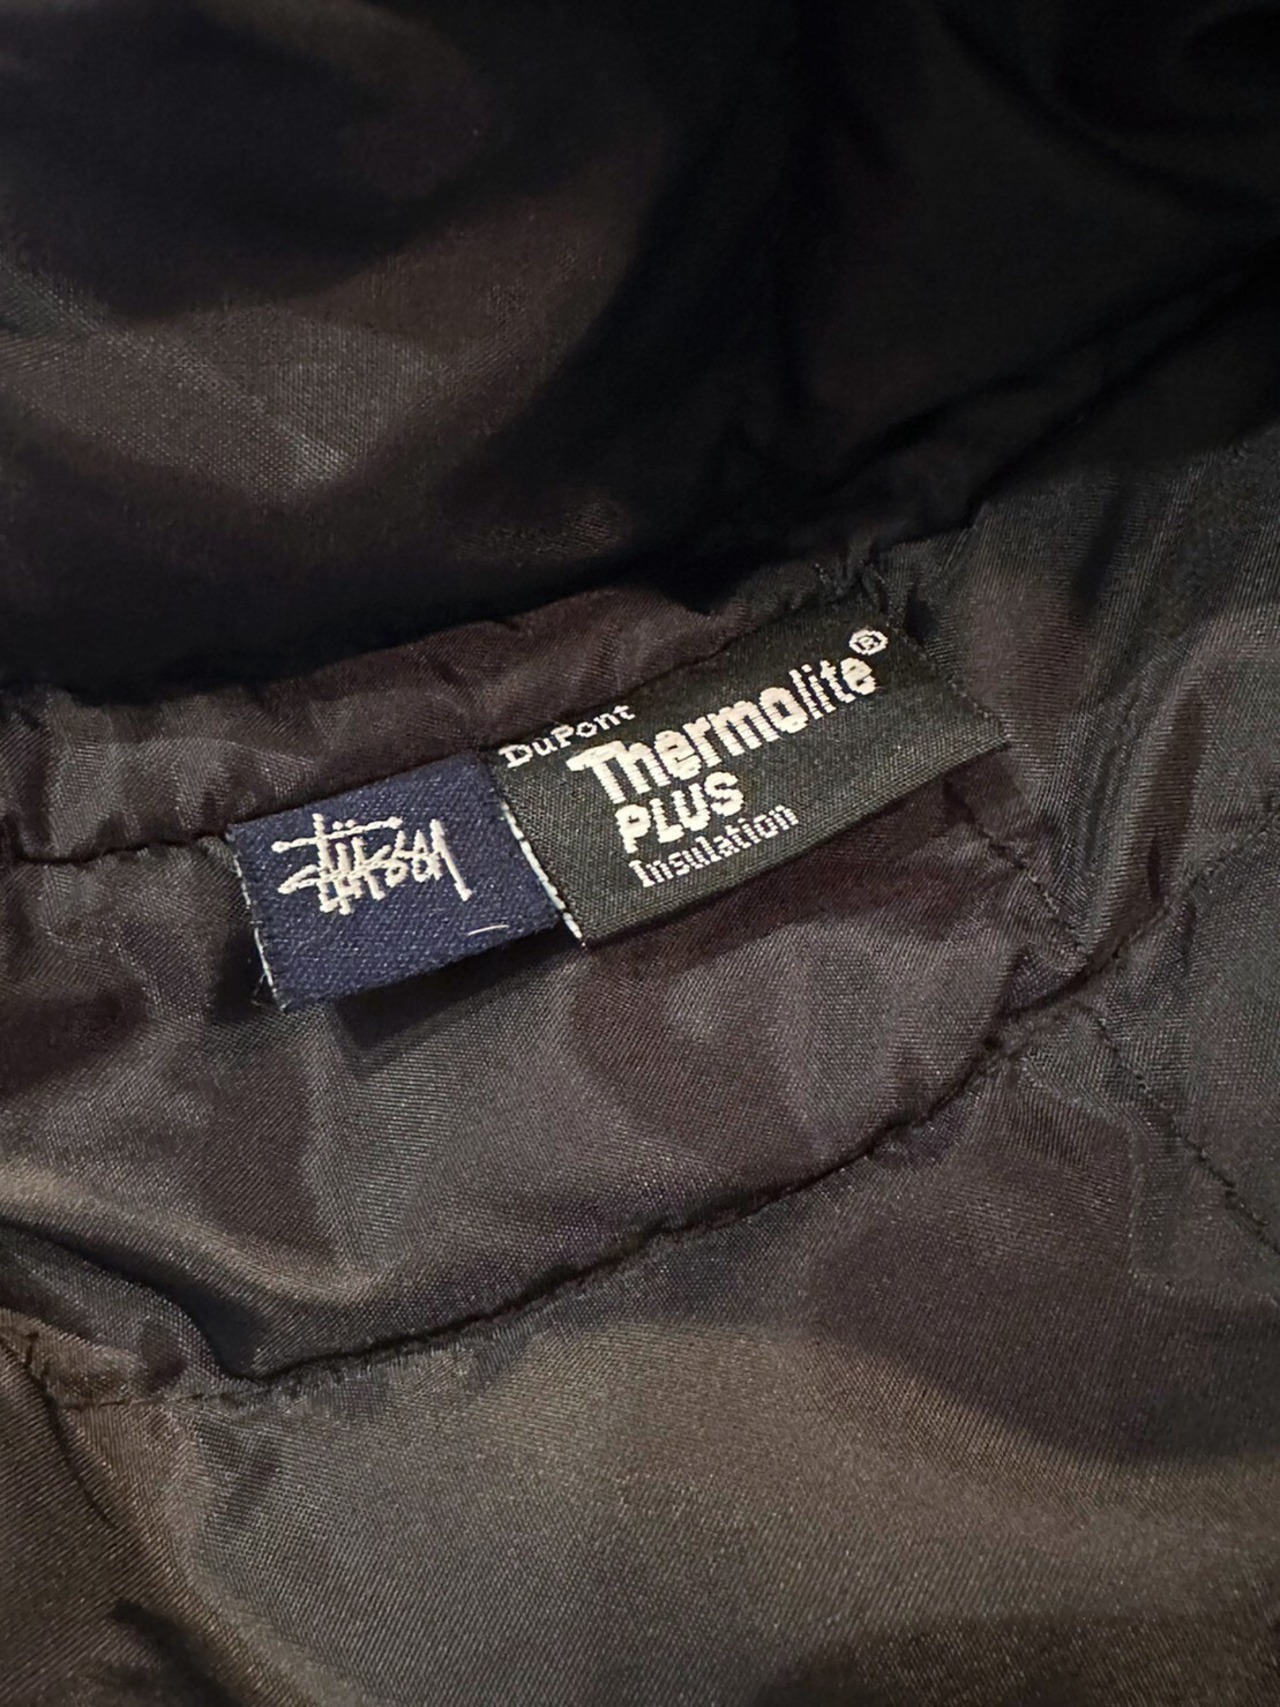 Stüssy
DuPont
Thermolite®
PLUS
Insulation